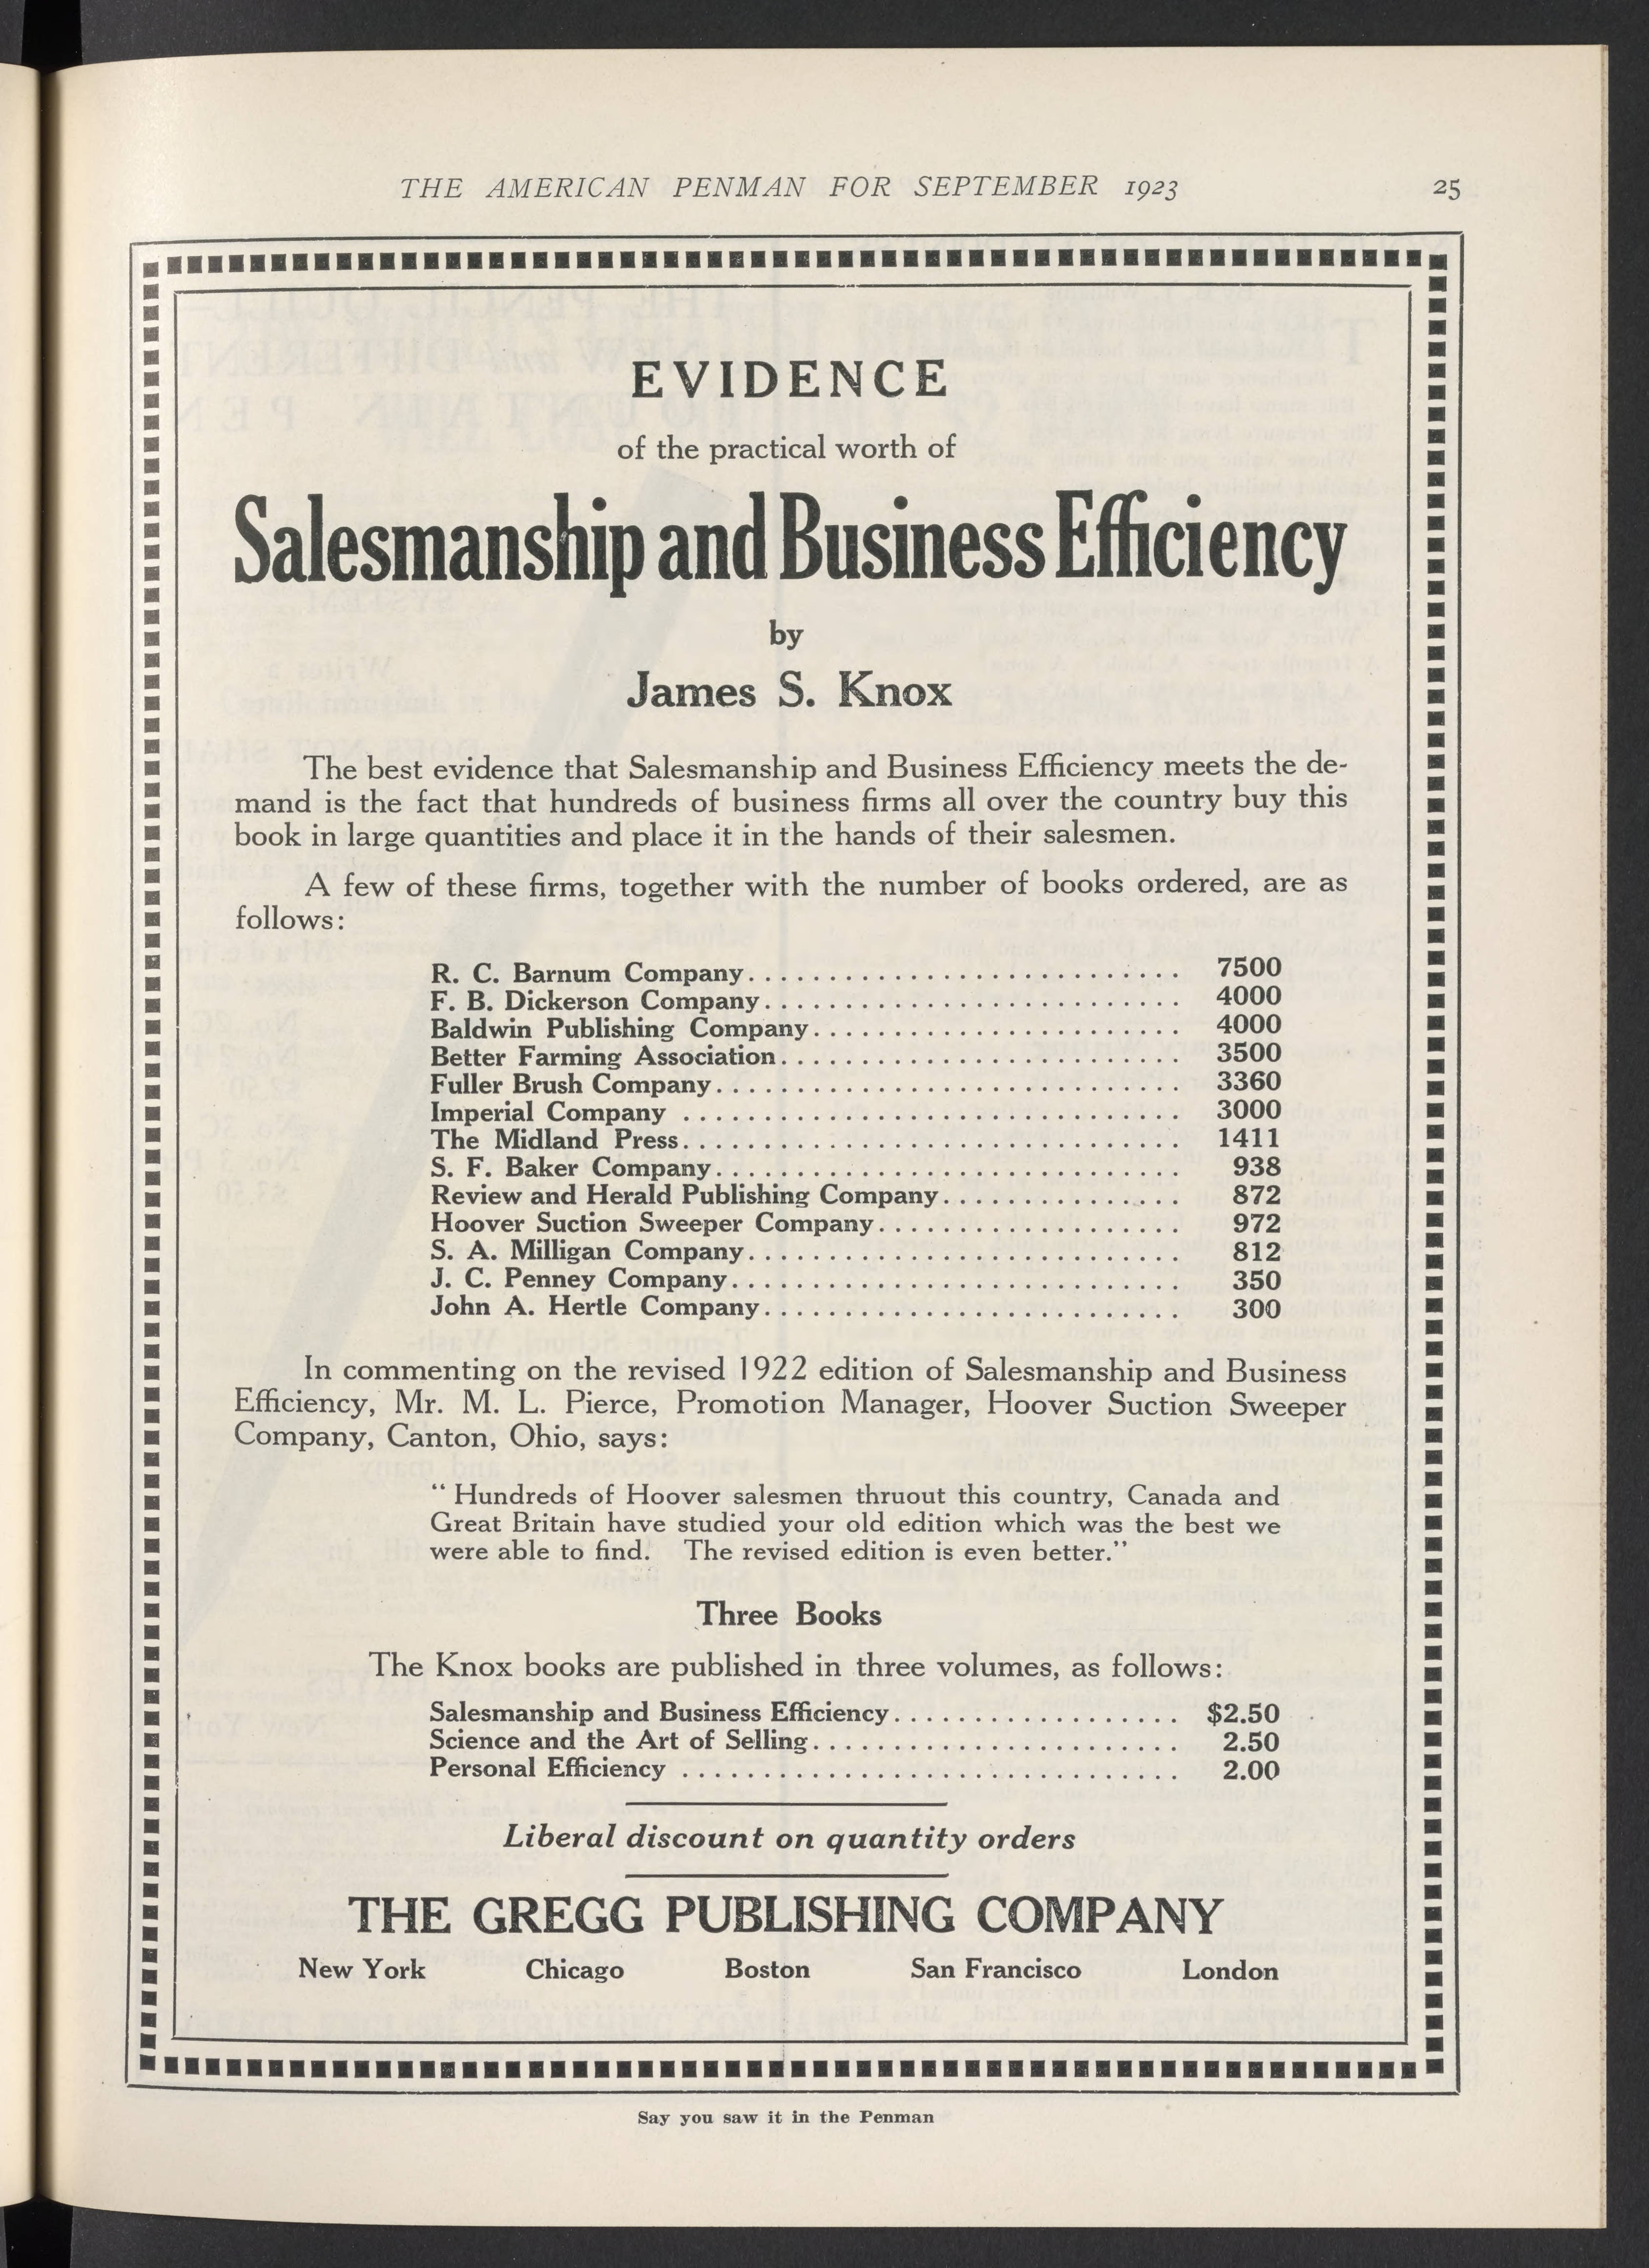 THE AMERICAN PENMAN FOR SEPTEMBER 1923 25
EVIDENCE
of the practical worth of
Salesmanship and Business Efficiency
by
James S. Knox
The best evidence that Salesmanship and Business Efficiency meets the de-
mand is the fact that hundreds of business firms all over the country buy this
book in large quantities and place it in the hands of their salesmen.
A few of these firms, together with the number of books ordered, are as
follows:
R. C. Barnum Company........................... 7500
F. B. Dickerson Company.......................... 4000
Baldwin Publishing Company....................... 4000
Better Farming Association......................... 3500
Fuller Brush Company............................. 3360
Imperial Company ............................... 3000
The Midland Press............................... 1411
S. F. Baker Company............................. 938
Review and Herald Publishing Company............... 872
Hoover Suction Sweeper Company................... 972
S. A. Milligan Company........................... 812
J. C. Penney Company............................ 350
John A. Hertle Company.......................... 300
In commenting on the revised 1922 edition of Salesmanship and Business
Efficiency, Mr. M. L. Pierce, Promotion Manager, Hoover Suction Sweeper
Company, Canton, Ohio, says:
“Hundreds of Hoover salesmen thruout this country, Canada and
Great Britain have studied your old edition which was the best we
were able to find. The revised edition is even better.”
Three Books
The Knox books are published in three volumes, as follows:
Salesmanship and Business Efficiency.................. $2.50
Science and the Art of Selling....................... 2.50
Personal Efficiency ............................... 2.00
Liberal discount on quantity orders
THE GREGG PUBLISHING COMPANY
New York Chicago Boston San Francisco London
Say you saw it in the Penman